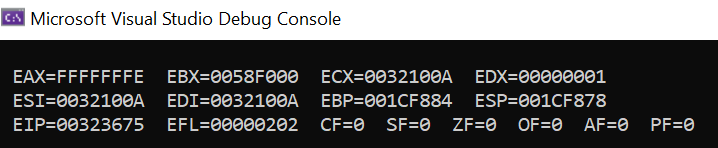 Microsoft Visual Studio Debug Console
EAX=FFFFFFFE EBX=0058F000 ECX=0032100A EDX=00000001
ESI=0032100A EDI=0032100A EBP=001CF884 ESP=001CF878
EIP=00323675 EFL=00000202 CF=0 SF=0 ZF=0 OF=0 AF=0 PF=0